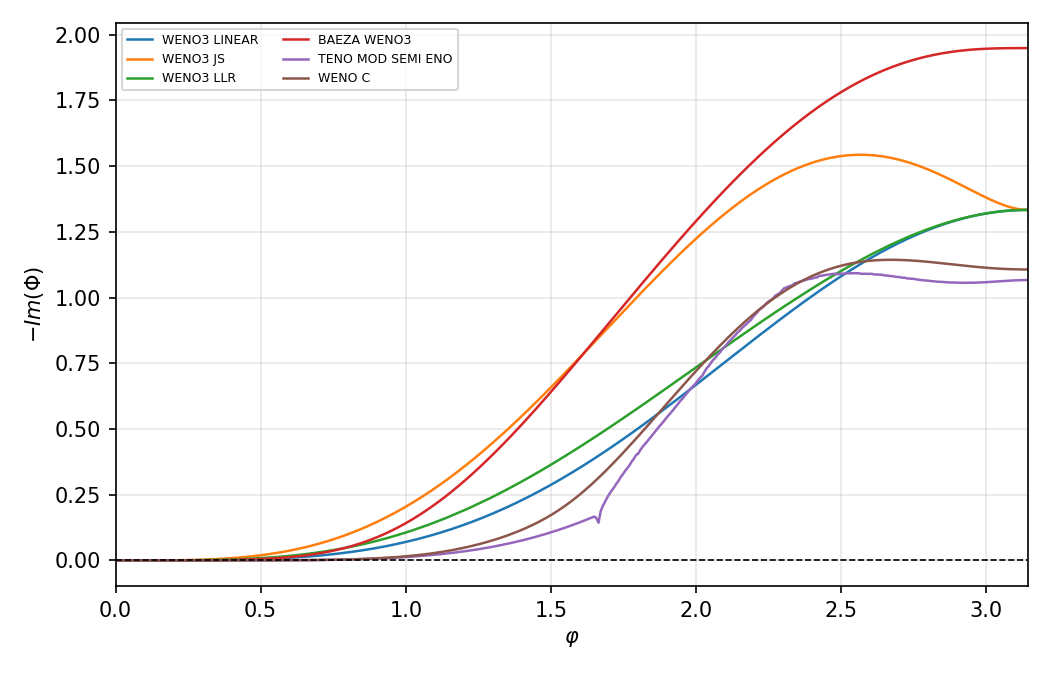 2.00
1.75
1.50
1.25
1.00
0.75
0.50
0.25
0.00
−Im(Φ)
WENO3 LINEAR
WENO3 JS
WENO3 LLR
BAEZA WENO3
TENO MOD SEMI ENO
WENO C
0.0 0.5 1.0 1.5 2.0 2.5 3.0
φ